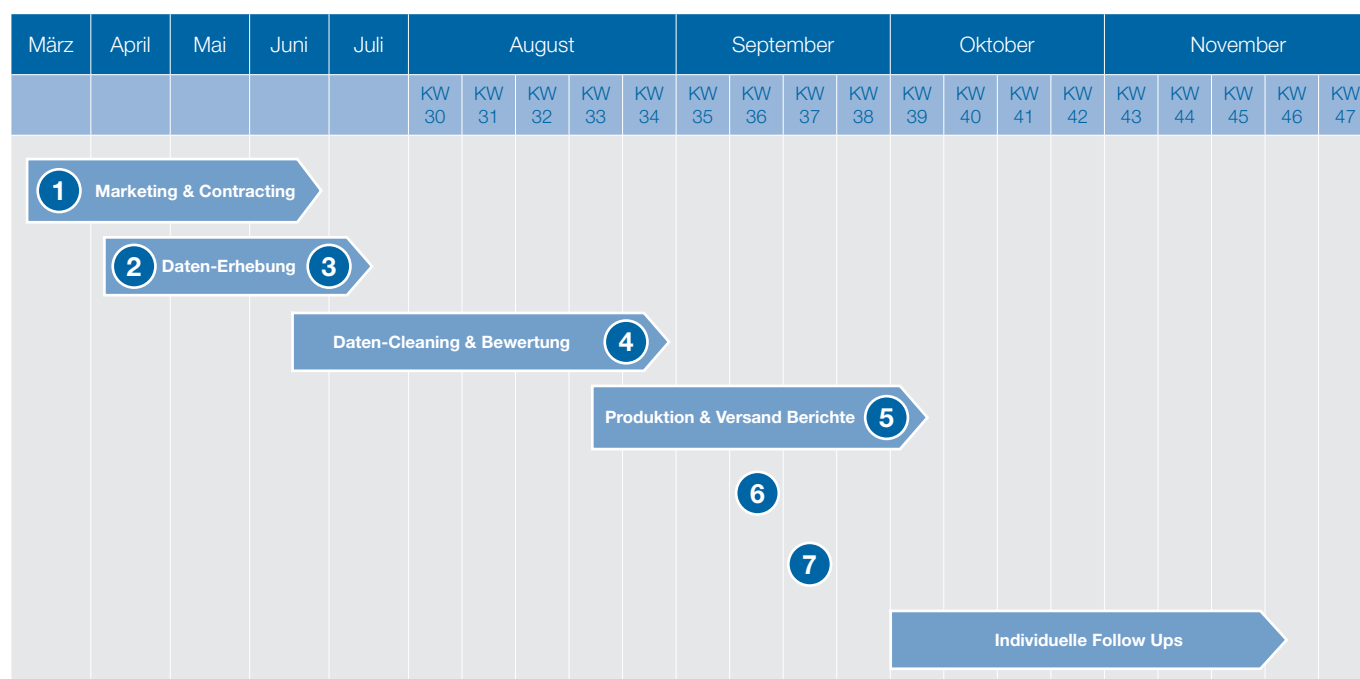 März April Mai Juni Juli August September Oktober November
KW KW KW KW KW KW KW KW KW KW KW KW KW KW KW KW KW KW
30 31 32 33 34 35 36 37 38 39 40 41 42 43 44 45 46 47
1 Marketing & Contracting
2 Daten-Erhebung 3
Daten-Cleaning & Bewertung 4
Produktion & Versand Berichte 5
6
7
Individuelle Follow Ups